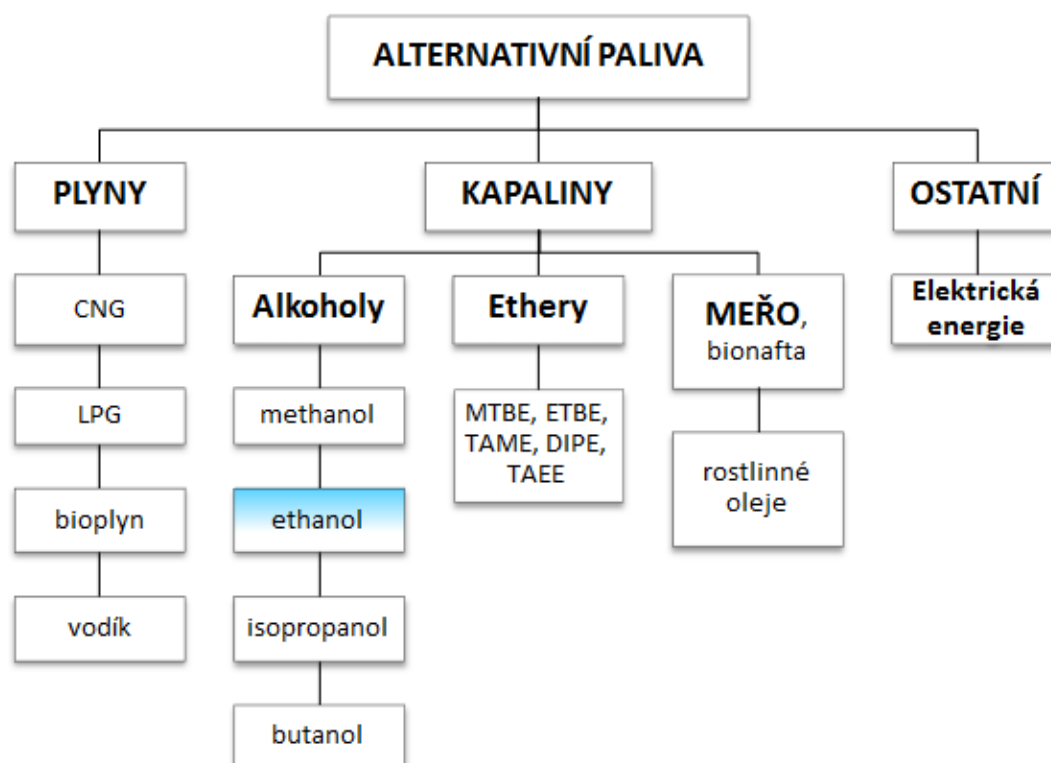 ALTERNATIVNÍ PALIVA
PLYNY
KAPALINY
OSTATNÍ
CNG
LPG
bioplyn
vodík
Alkoholy
methanol
ethanol
isopropanol
butanol
Ethery
MTBE, ETBE,
TAME, DIPE,
TAEE
MEŘO,
bionafta
rostlinné
oleje
Elektrická
energie